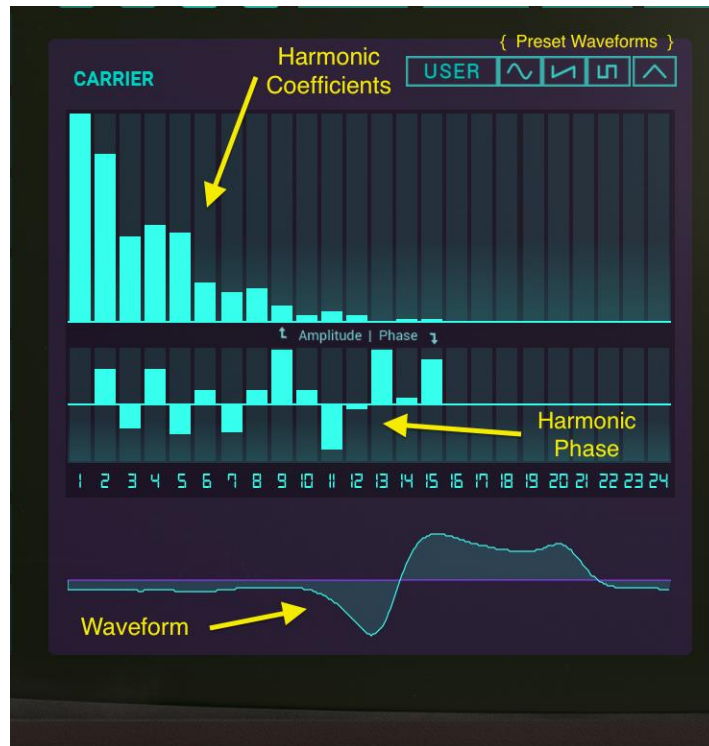 { Preset Waveforms }
Harmonic
Coefficients
CARRIER
USER
Amplitude | Phase
Harmonic
Phase
1 2 3 4 5 6 7 8 9 10 11 12 13 14 15 16 17 18 19 20 21 22 23 24
Waveform